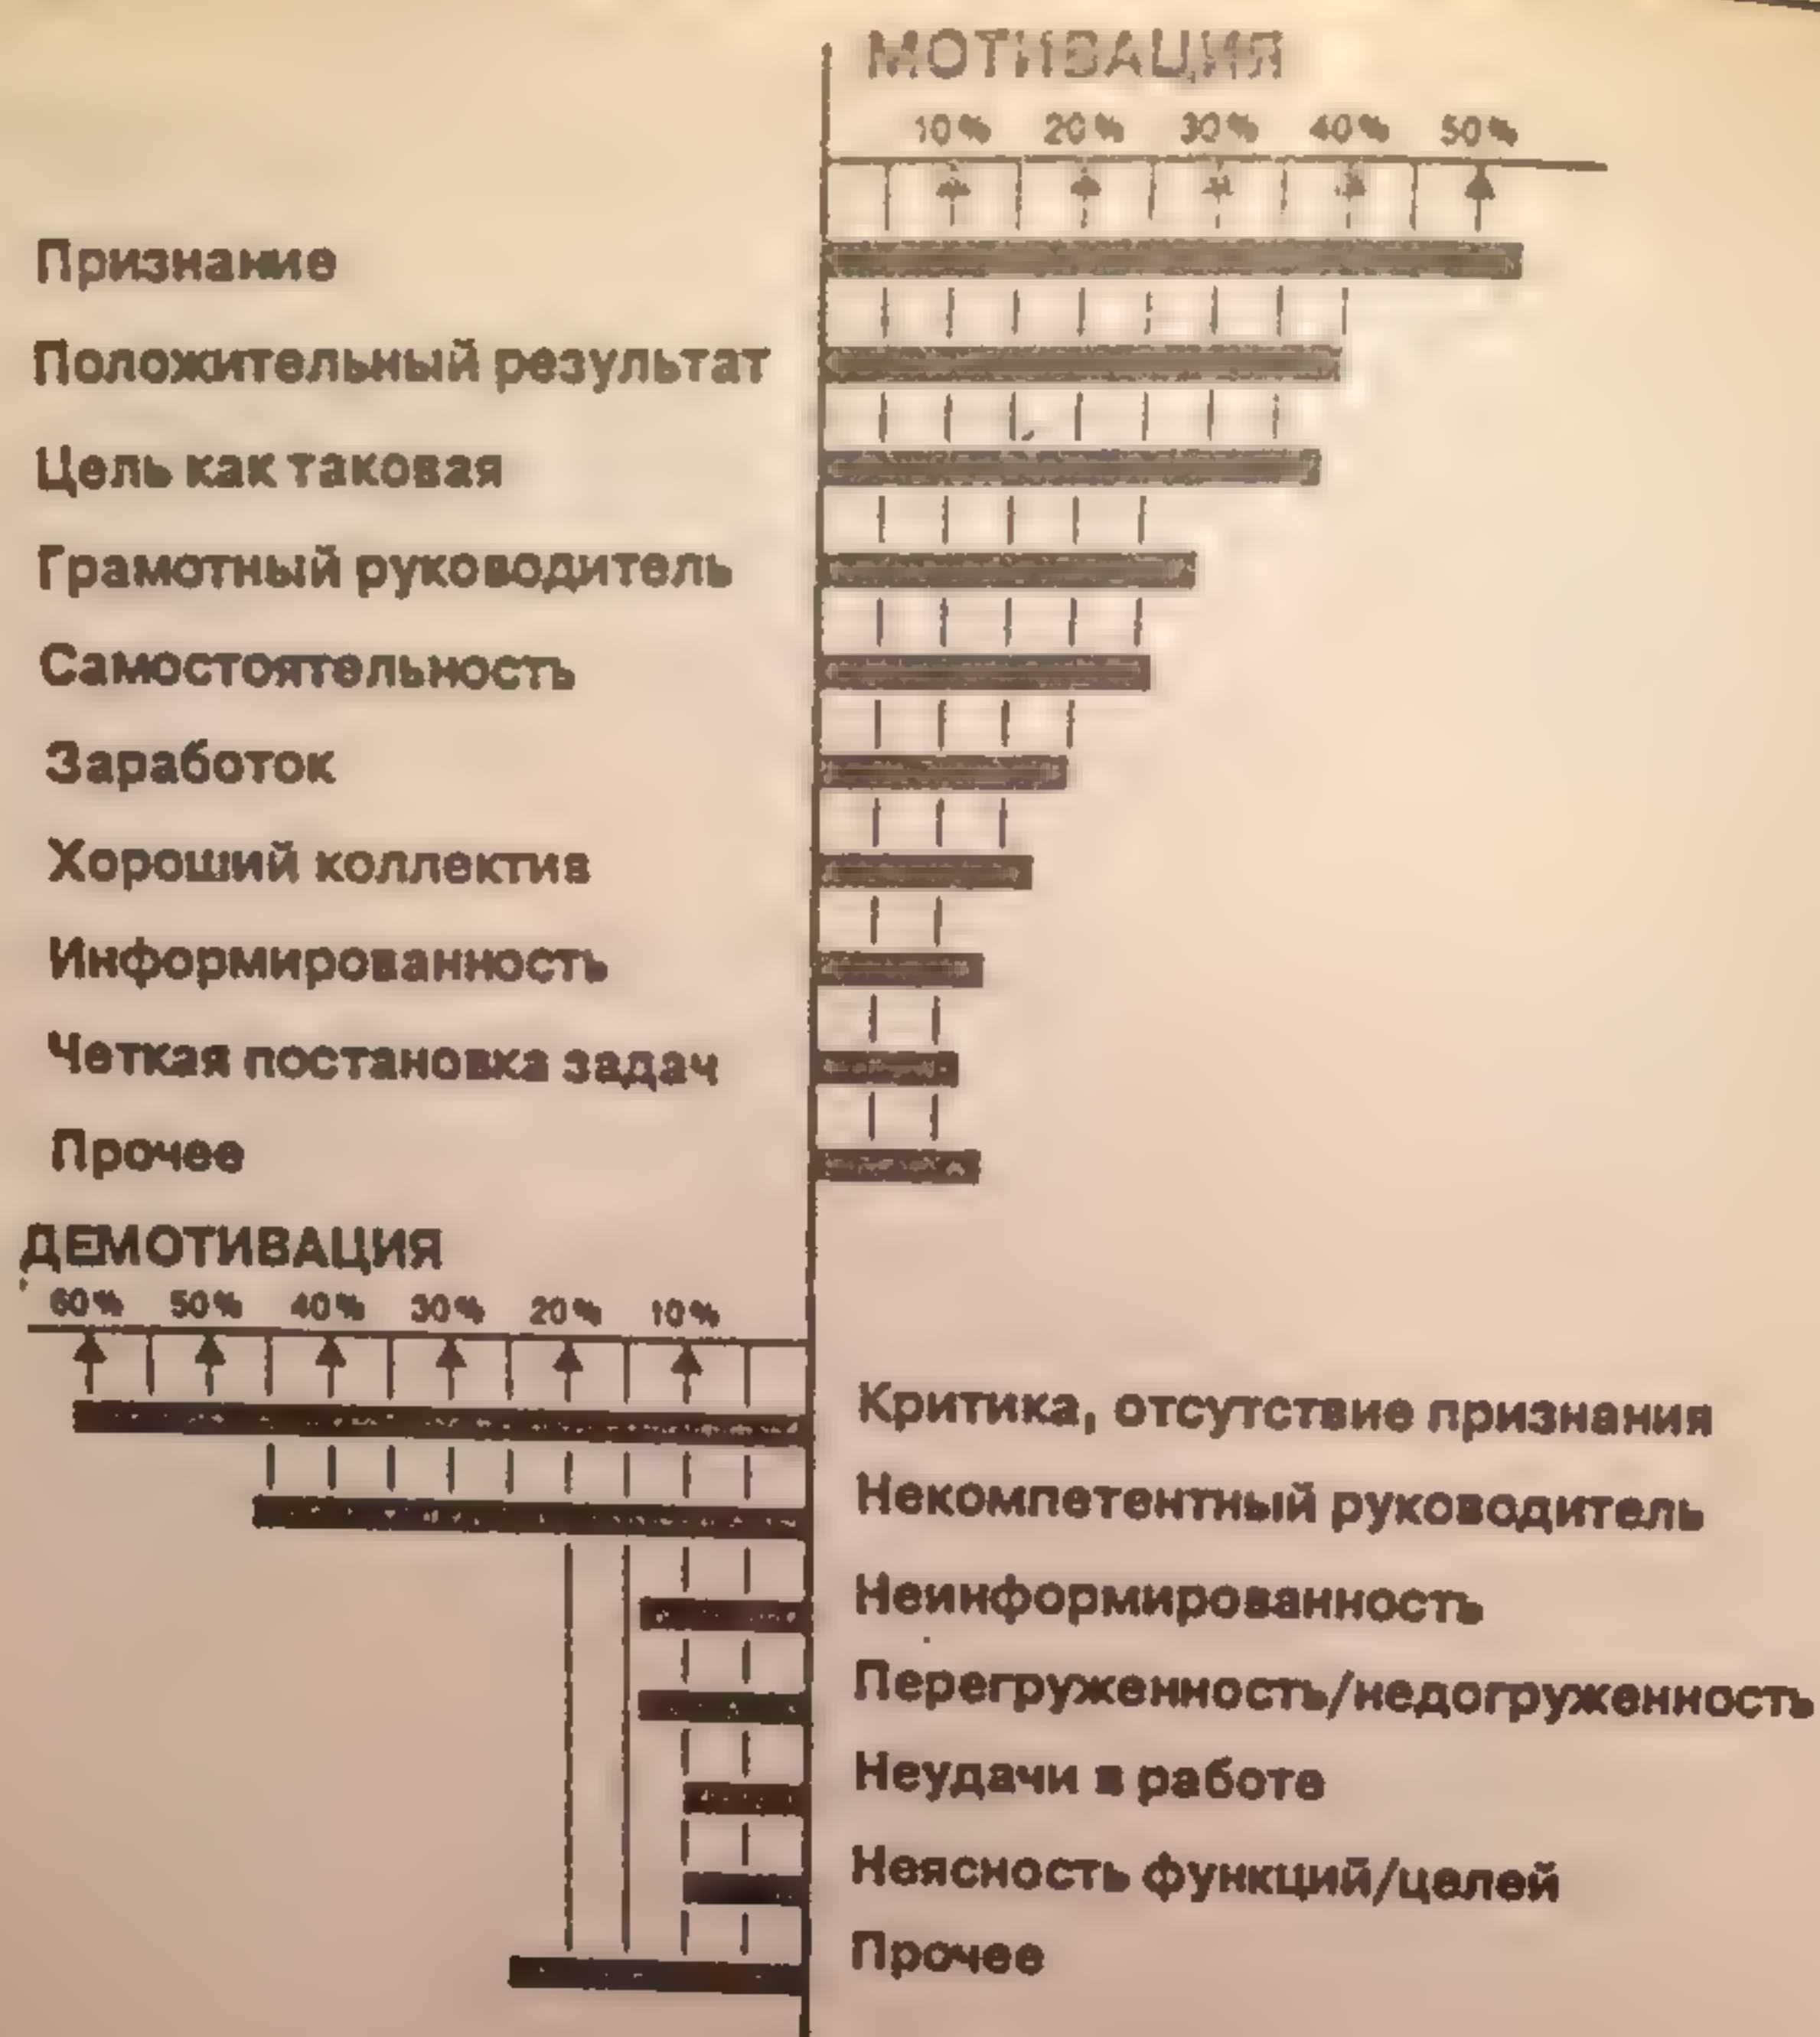 МОТИВАЦИЯ
10% 20% 30% 40% 50%
Признание
Положительный результат
Цель как таковая
Грамотный руководитель
Самостоятельность
Заработок
Хороший коллектив
Информированность
Четкая постановка задач
Прочее
ДЕМОТИВАЦИЯ
60% 50% 40% 30% 20% 10%
Критика, отсутствие признания
Некомпетентный руководитель
Неинформированность
Перегруженность/недогруженность
Неудачи в работе
Неясность функций/целей
Прочее